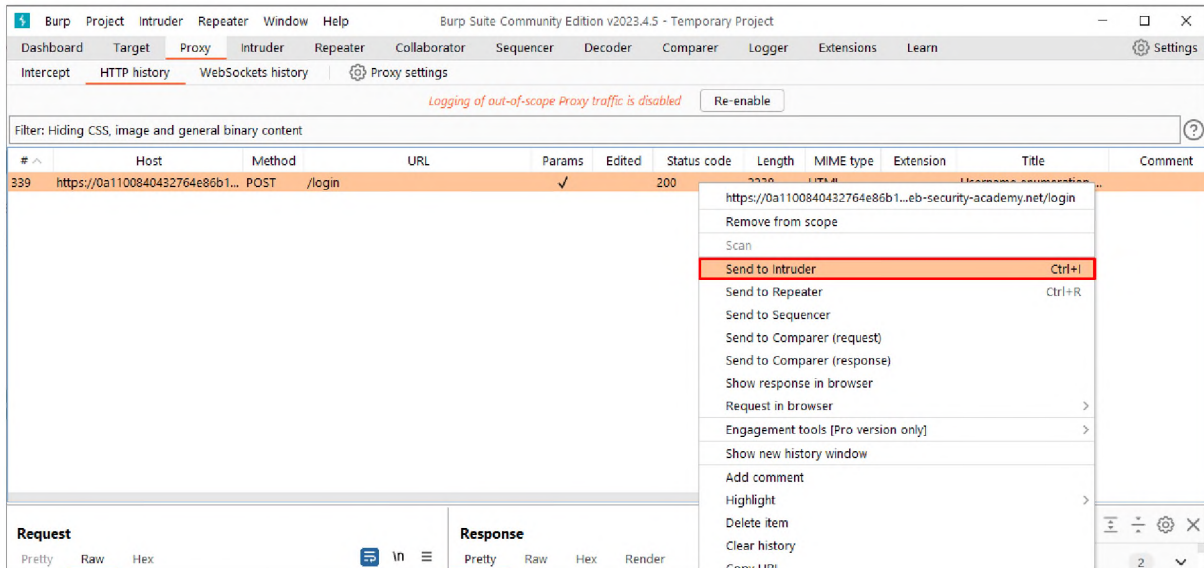 Burp Project Intruder Repeater Window Help Burp Suite Community Edition v2023.4.5 - Temporary Project
Dashboard Target Proxy Intruder Repeater Collaborator Sequencer Decoder Comparer Logger Extensions Learn Settings
Intercept HTTP history WebSockets history Proxy settings
Logging of out-of-scope Proxy traffic is disabled Re-enable
Filter: Hiding CSS, image and general binary content
# Host Method URL Params Edited Status code Length MIME type Extension Title Comment
339 https://0a1100840432764e86b1... POST /login ✓ 200
https://0a1100840432764e86b1...eb-security-academy.net/login
Remove from scope
Scan
Send to Intruder Ctrl+I
Send to Repeater Ctrl+R
Send to Sequencer
Send to Comparer (request)
Send to Comparer (response)
Show response in browser
Request in browser
Engagement tools [Pro version only]
Show new history window
Add comment
Highlight
Delete item
Clear history
Copy URL
Request Response
Pretty Raw Hex \n Pretty Raw Hex Render 2